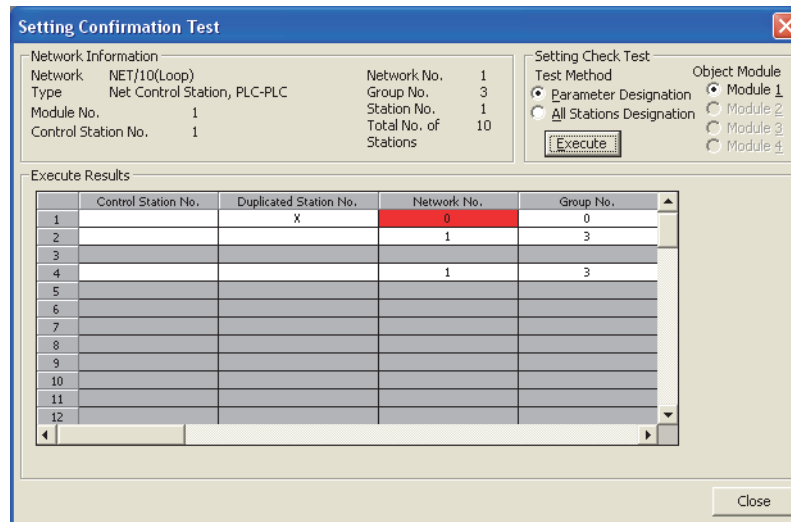 Setting Confirmation Test
Network Information
Network Type NET/10(Loop)
Net Control Station, PLC-PLC
Module No. 1
Control Station No. 1
Network No. 1
Group No. 3
Station No. 1
Total No. of Stations 10
Setting Check Test
Test Method
Parameter Designation
All Stations Designation
Execute
Object Module
Module 1
Module 2
Module 3
Module 4
Execute Results
Control Station No. Duplicated Station No. Network No. Group No.
1 X 0 0
2 1 3
3
4 1 3
5
6
7
8
9
10
11
12
Close